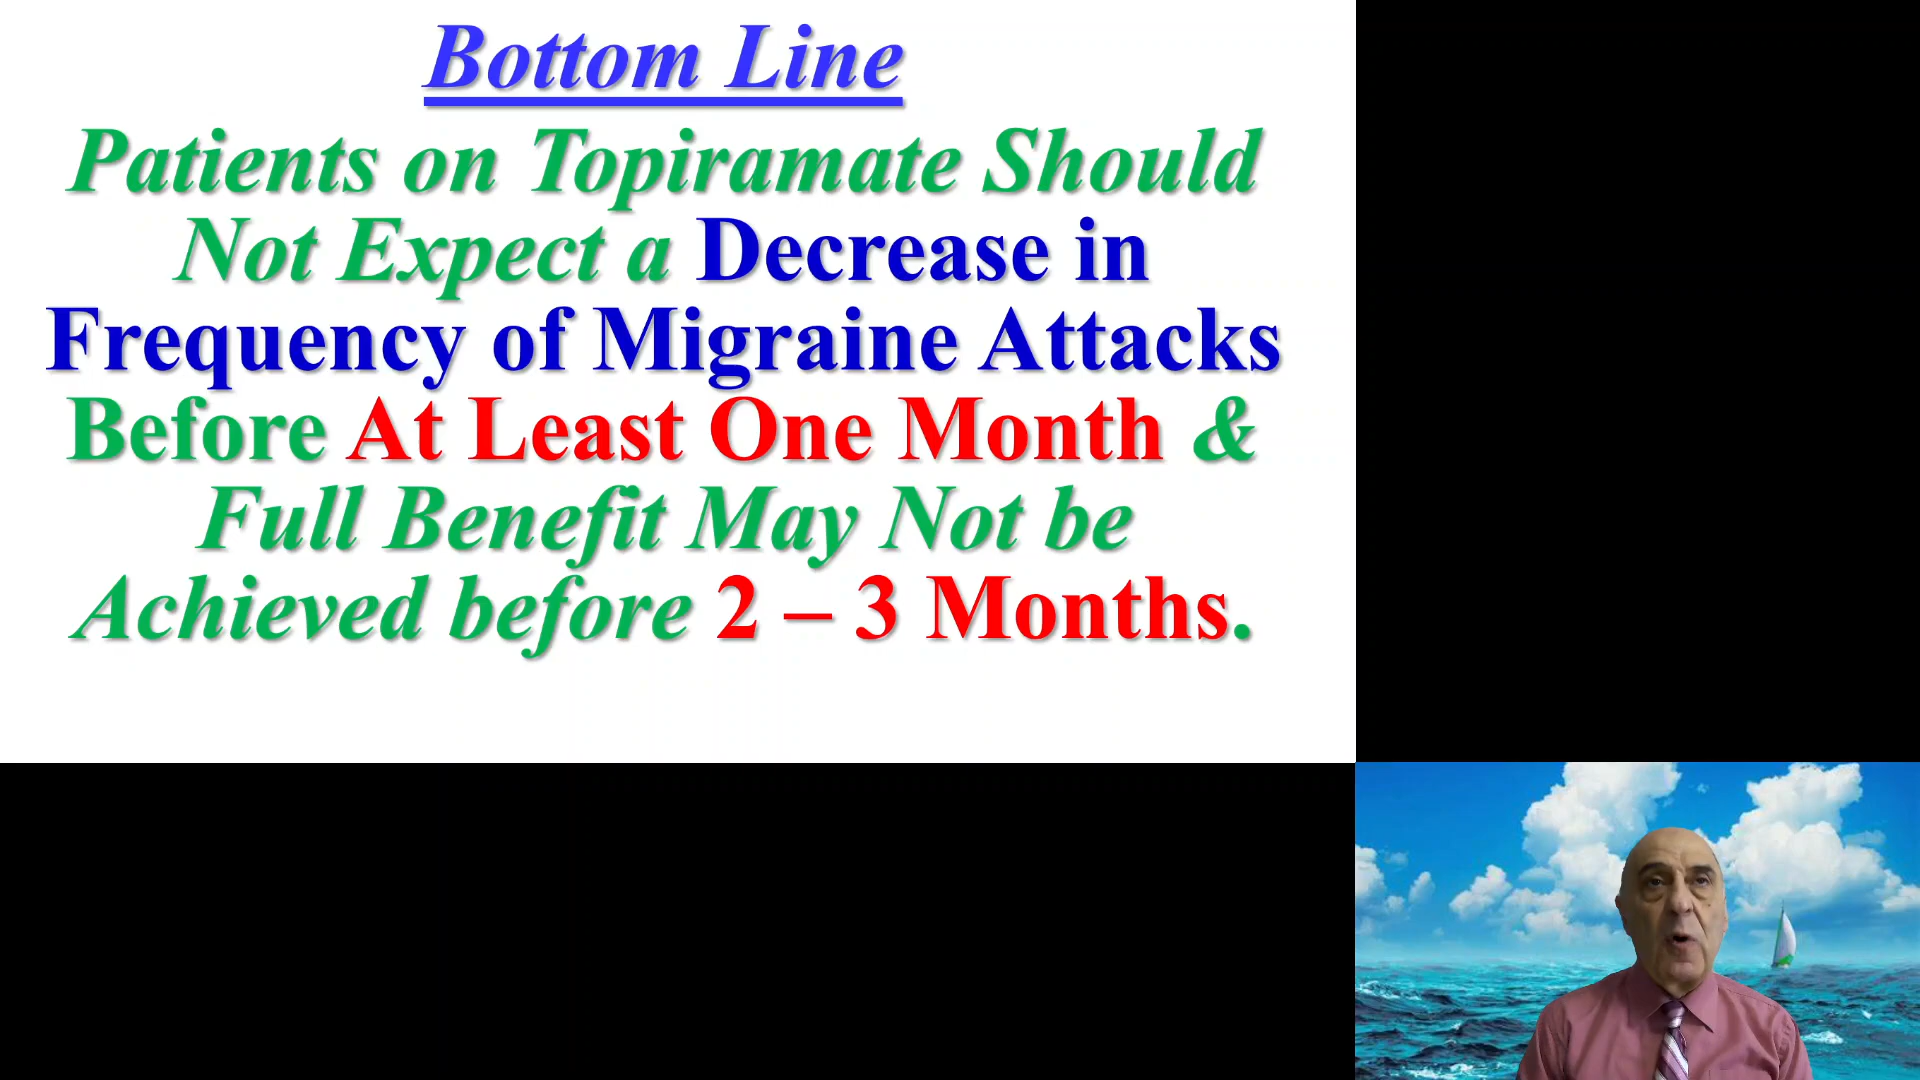 Bottom Line
Patients on Topiramate Should
Not Expect a Decrease in
Frequency of Migraine Attacks
Before At Least One Month &
Full Benefit May Not be
Achieved before 2 – 3 Months.